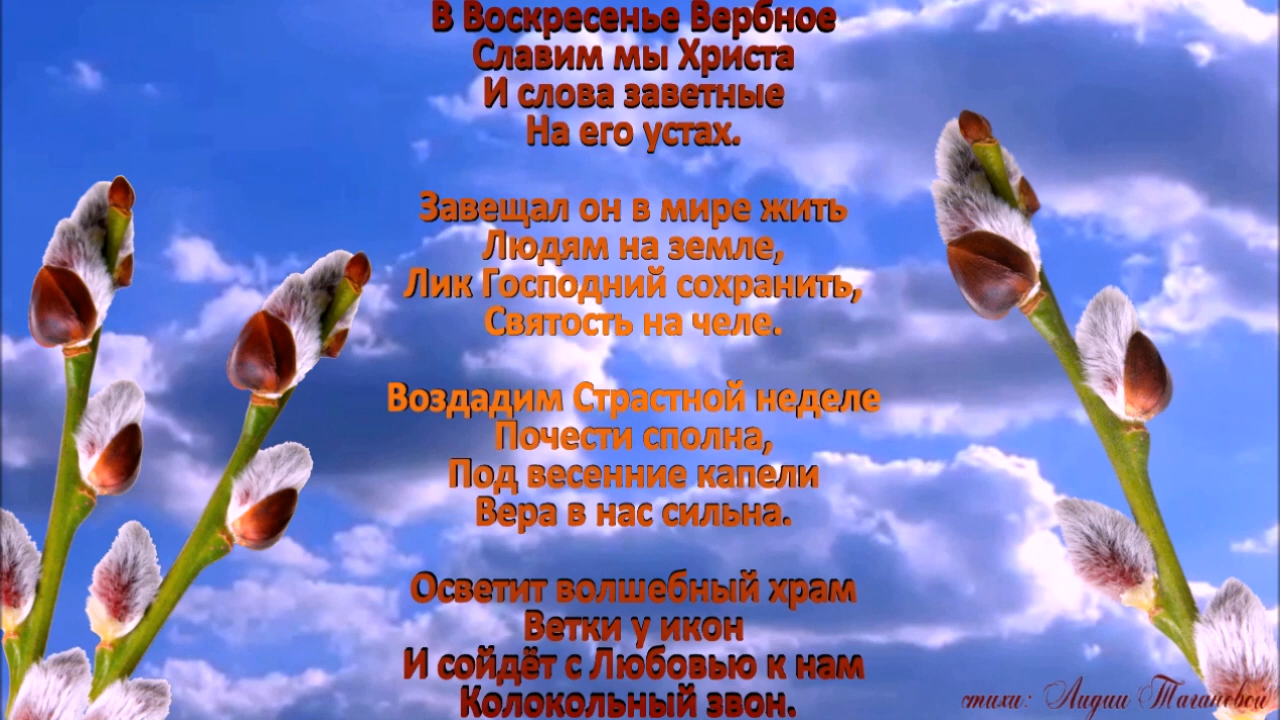 В Воскресенье Вербное
Славим мы Христа
И слова заветные
На его устах.
Завещал он в мире жить
Людям на земле,
Лик Господний сохранить,
Святость на челе.
Воздадим Страстной неделе
Почести сполна,
Под весенние капели
Вера в нас сильна.
Осветит волшебный храм
Ветки у икон
И сойдёт с Любовью к нам
Колокольный звон.
стихи: Лидии Тагановой